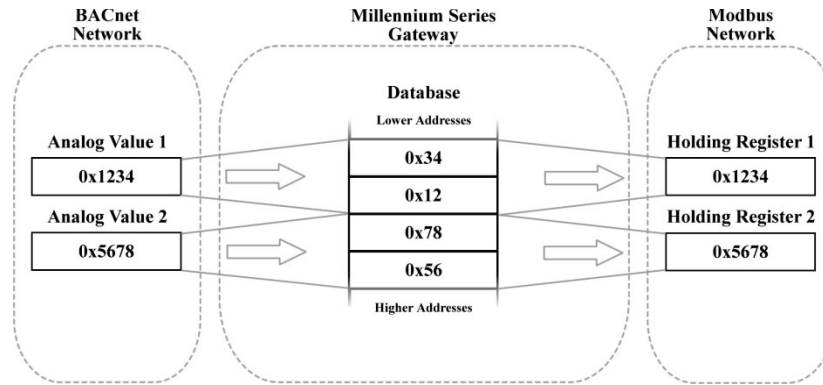 BACnet
Network
Millennium Series
Gateway
Modbus
Network
Database
Lower Addresses
Analog Value 1
0x1234
Analog Value 2
0x5678
0x34
0x12
0x78
0x56
Higher Addresses
Holding Register 1
0x1234
Holding Register 2
0x5678